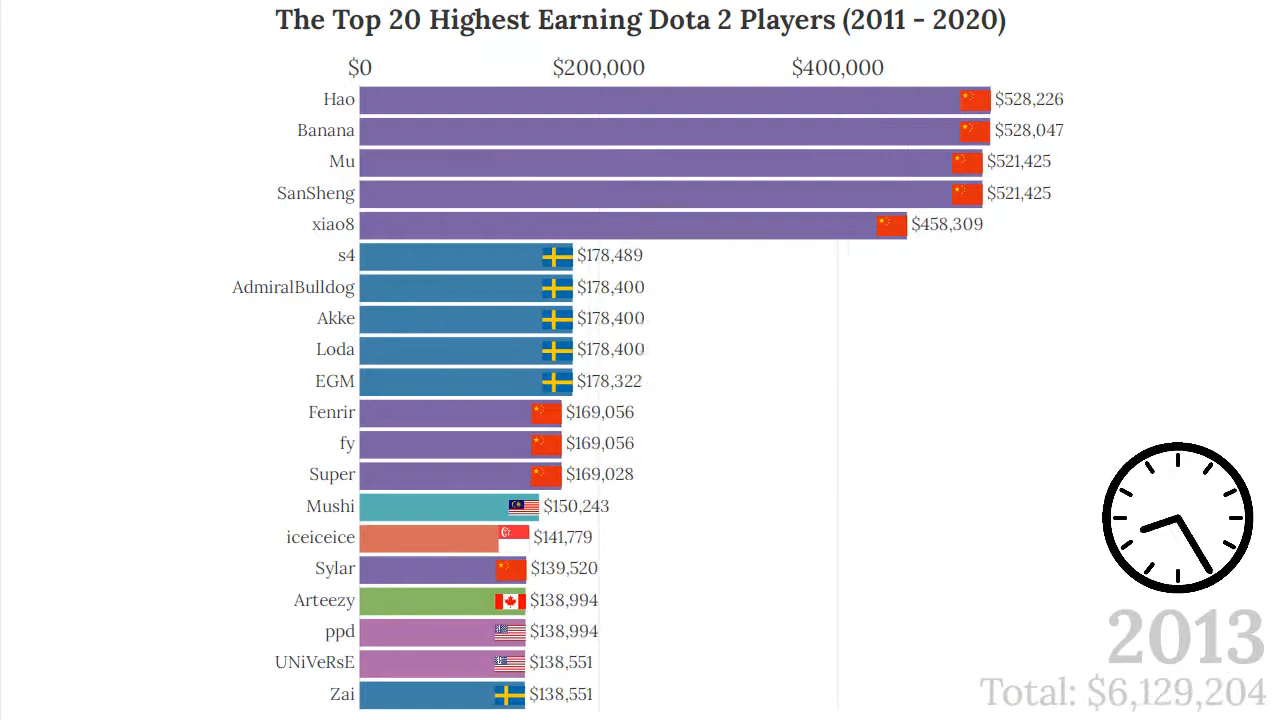 The Top 20 Highest Earning Dota 2 Players (2011 - 2020)
$0 $200,000 $400,000
Hao $528,226
Banana $528,047
Mu $521,425
SanSheng $521,425
xiao8 $458,309
s4 $178,489
AdmiralBulldog $178,400
Akke $178,400
Loda $178,400
EGM $178,322
Fenrir $169,056
fy $169,056
Super $169,028
Mushi $150,243
iceiceice $141,779
Sylar $139,520
Arteezy $138,994
ppd $138,994
UNiVeRsE $138,551
Zai $138,551
2013
Total: $6,129,204